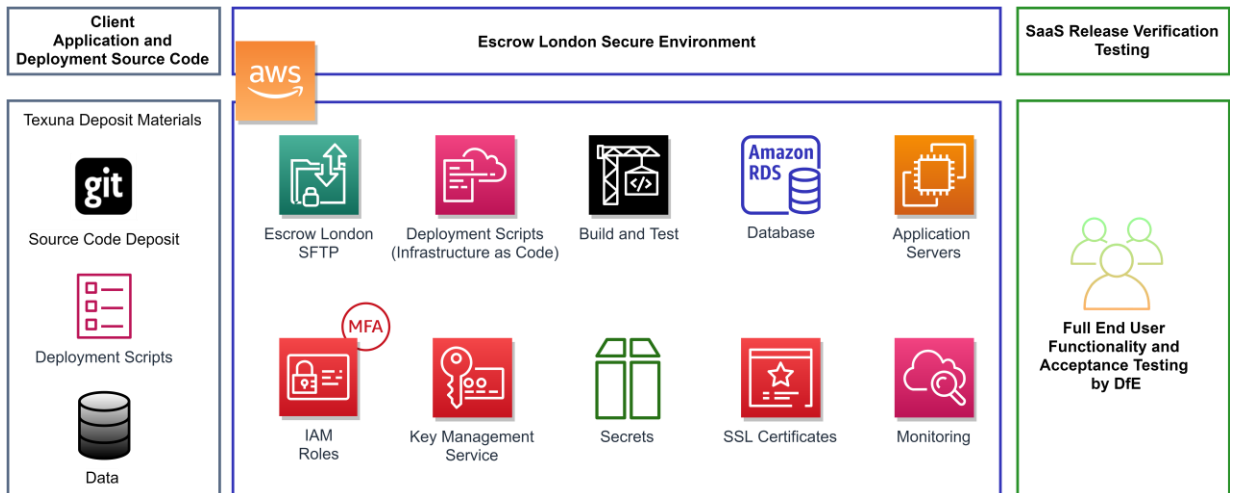 Client
Application and
Deployment Source Code
Escrow London Secure Environment
SaaS Release Verification
Testing
aws
Texuna Deposit Materials
git
Source Code Deposit
Deployment Scripts
Data
Escrow London
SFTP
Deployment Scripts
(Infrastructure as Code)
</>
Build and Test
Amazon
RDS
Database
Application
Servers
MFA
IAM
Roles
Key Management
Service
Secrets
SSL Certificates
Monitoring
Full End User
Functionality and
Acceptance Testing
by DfE